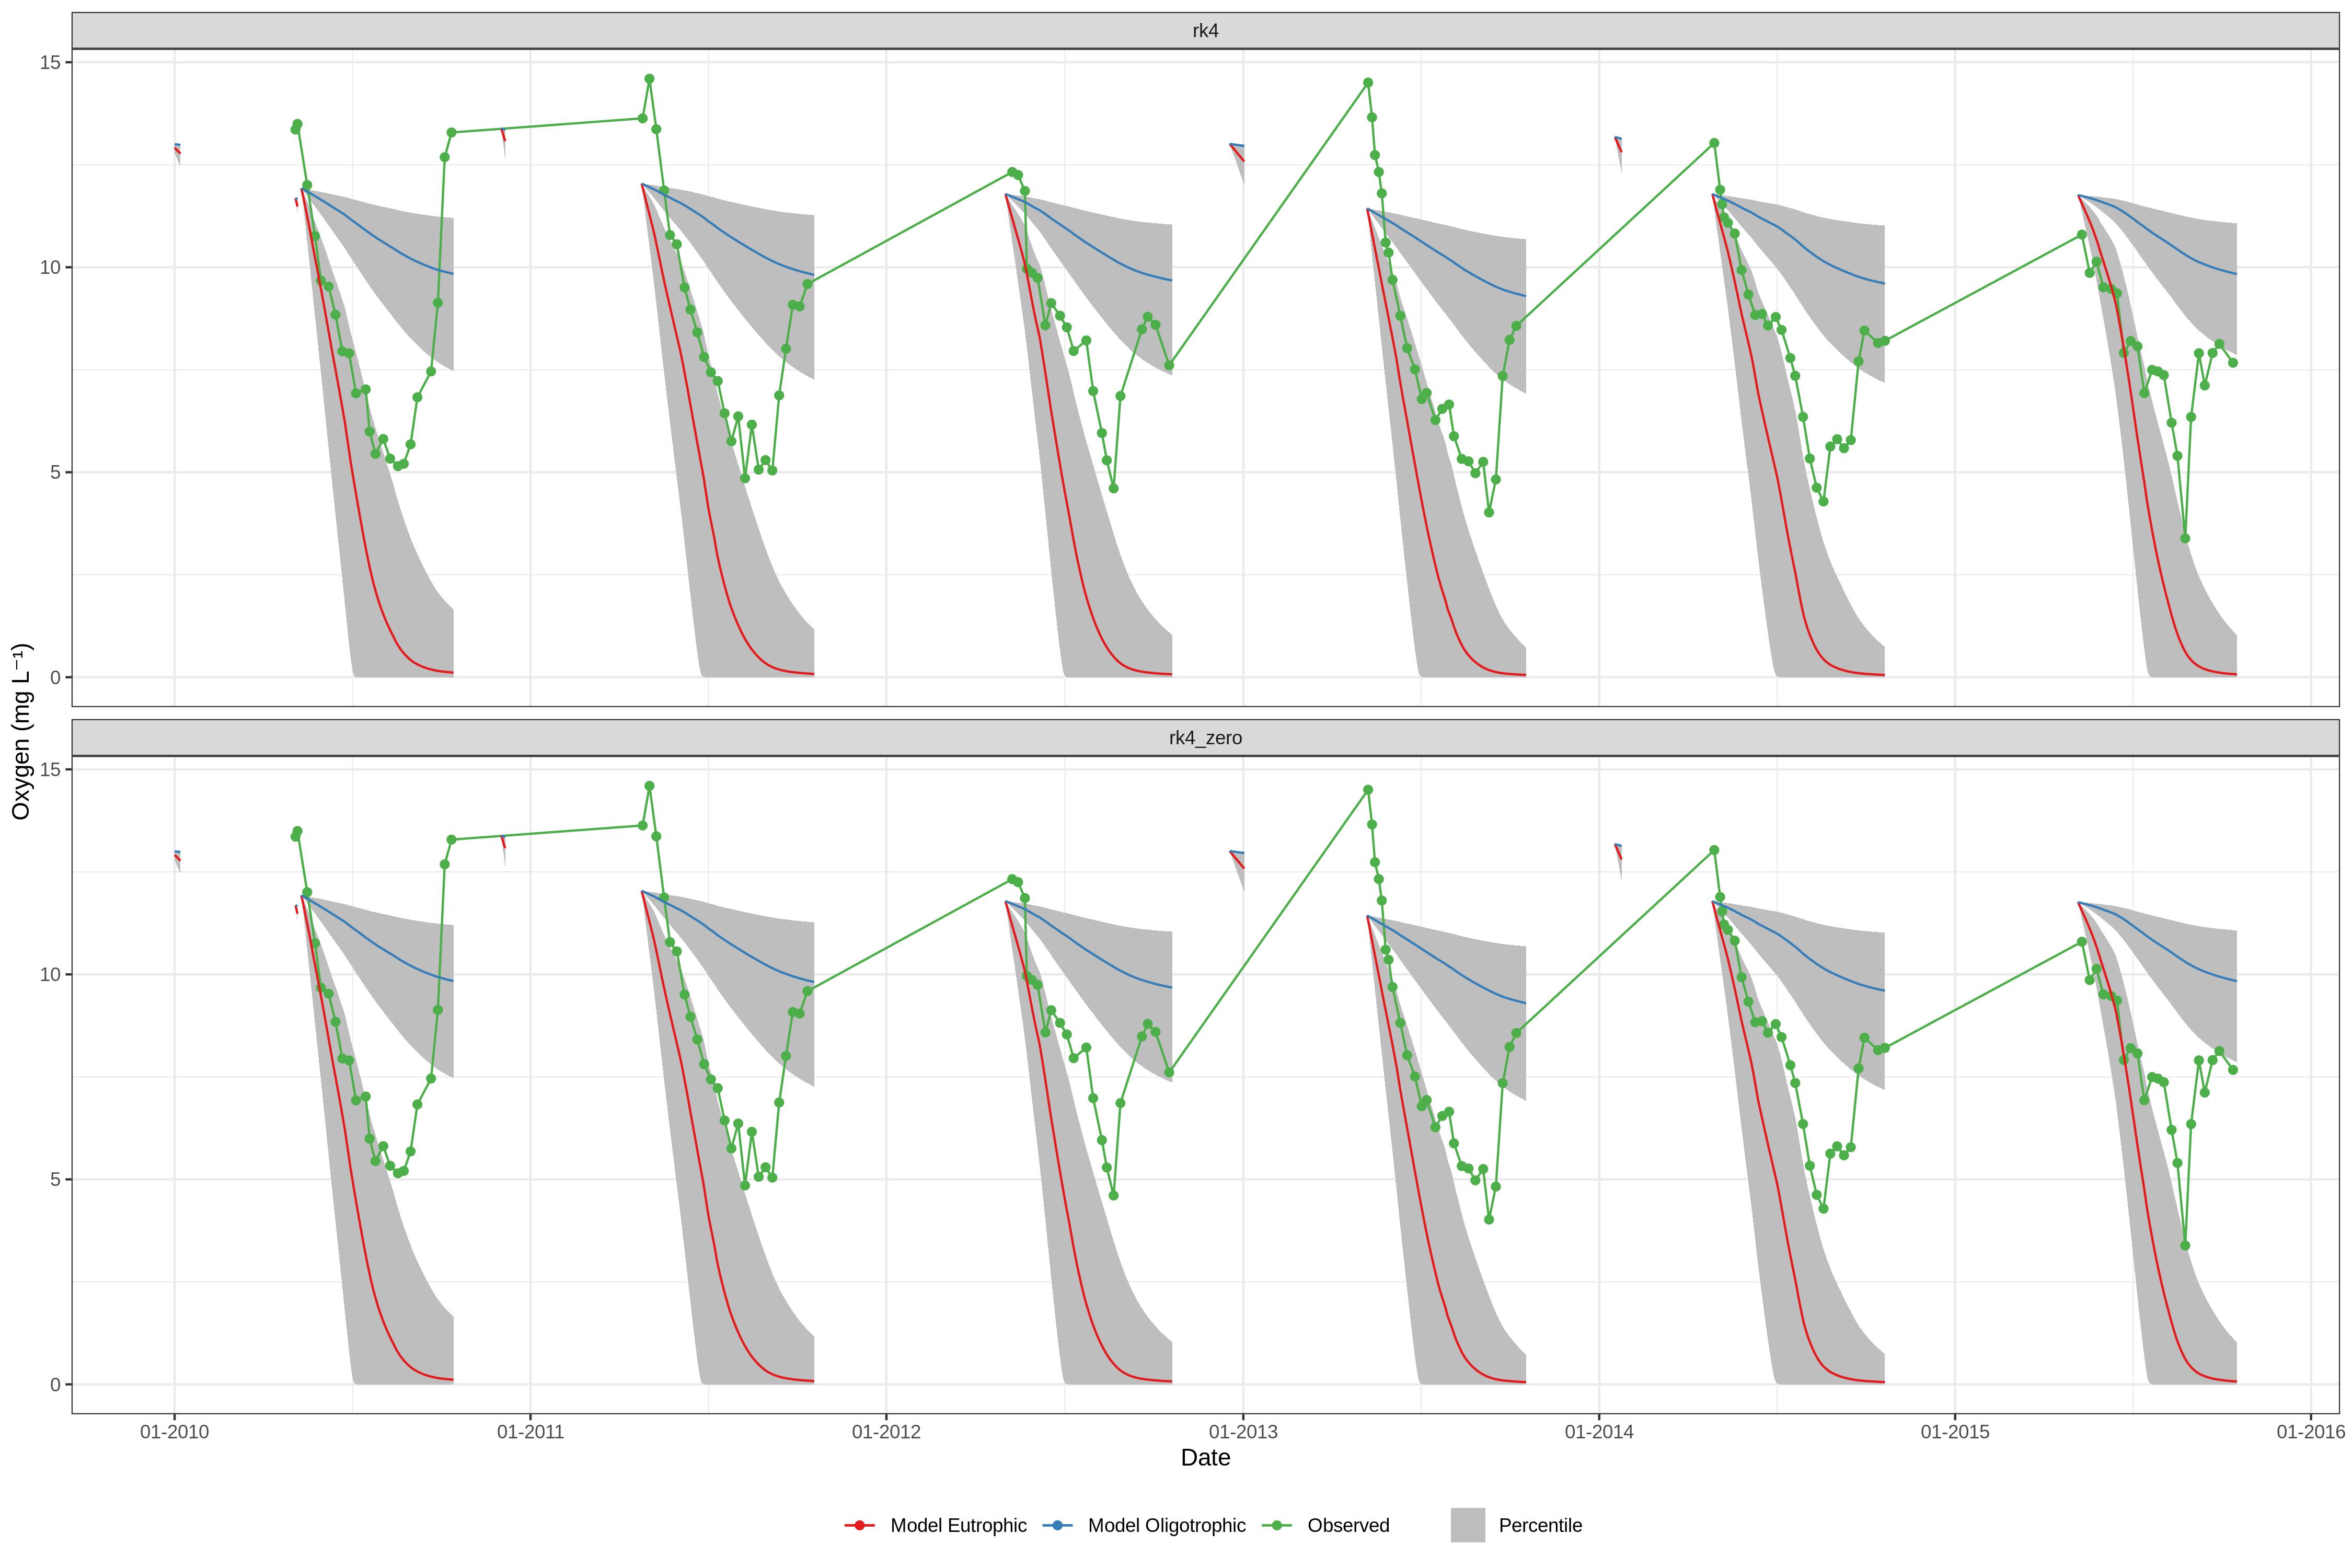 rk4
15
10
5
0
rk4_zero
15
10
5
0
Oxygen (mg L⁻¹)
01-2010 01-2011 01-2012 01-2013 01-2014 01-2015 01-2016
Date
Model Eutrophic Model Oligotrophic Observed Percentile